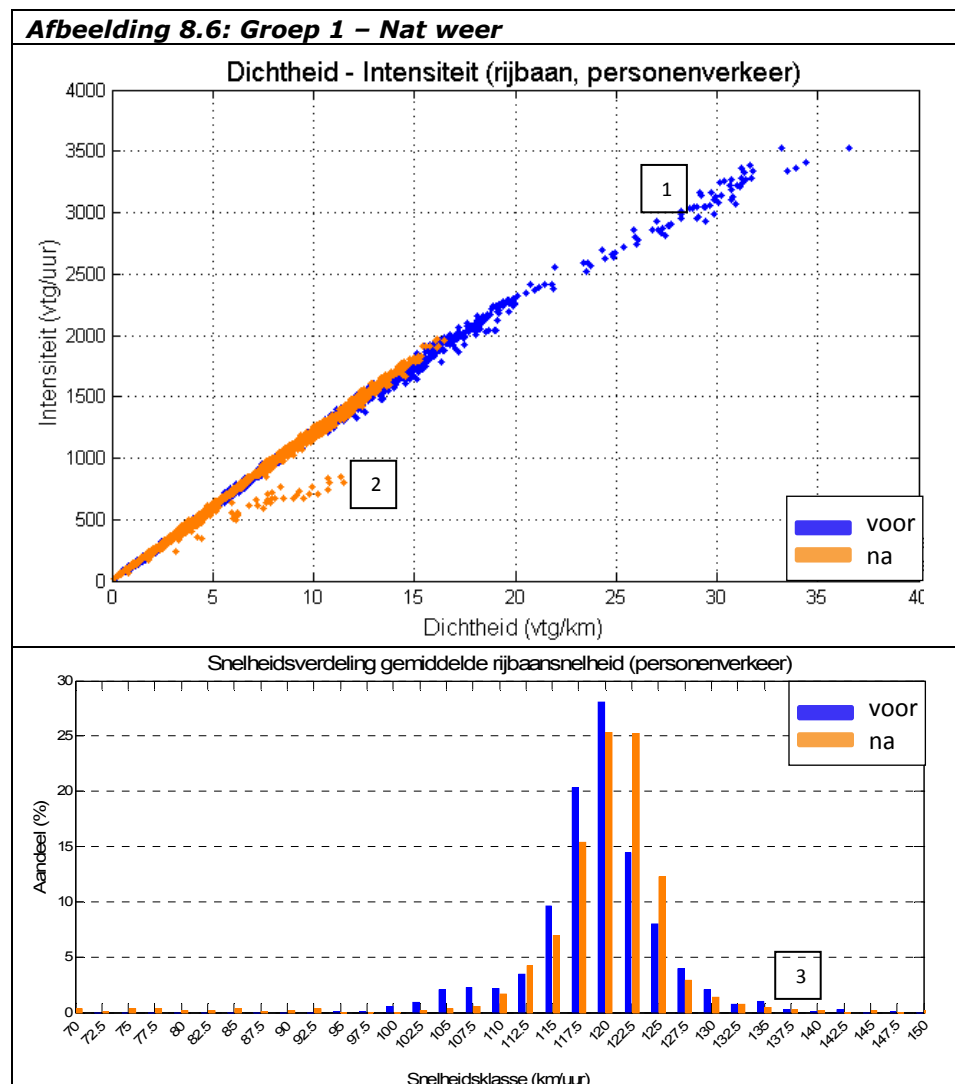 Afbeelding 8.6: Groep 1 – Nat weer
Dichtheid - Intensiteit (rijbaan, personenverkeer)
4000
3500
3000
2500
2000
1500
1000
500
0
Intensiteit (vtg/uur)
1
2
voor
na
0 5 10 15 20 25 30 35 40
Dichtheid (vtg/km)
Snelheidsverdeling gemiddelde rijbaansnelheid (personenverkeer)
30
25
20
15
10
5
0
Aandeel (%)
voor
na
3
70 72.5 75 77.5 80 82.5 85 87.5 90 92.5 95 97.5 100 102.5 105 107.5 110 112.5 115 117.5 120 122.5 125 127.5 130 132.5 135 137.5 140 142.5 145 147.5 150
Snelheidsklasse (km/uur)